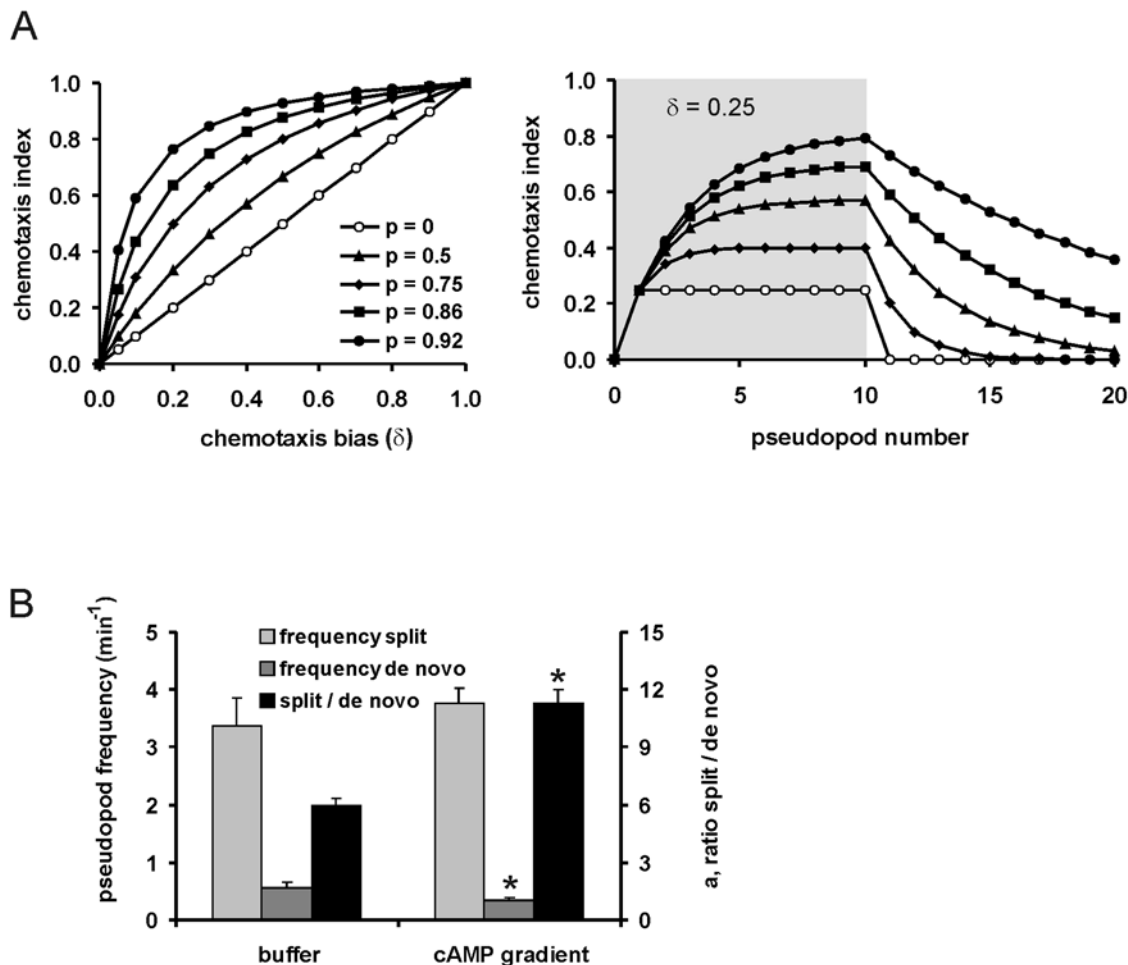 A
chemotaxis index
1.0
0.8
0.6
0.4
0.2
0.0
p = 0
p = 0.5
p = 0.75
p = 0.86
p = 0.92
0.0 0.2 0.4 0.6 0.8 1.0
chemotaxis bias (δ)
chemotaxis index
1.0
0.8
0.6
0.4
0.2
0.0
δ = 0.25
0 5 10 15 20
pseudopod number
B
pseudopod frequency (min⁻¹)
5
4
3
2
1
0
frequency split
frequency de novo
split / de novo
* *
15
12
9
6
3
0
a, ratio split / de novo
buffer cAMP gradient